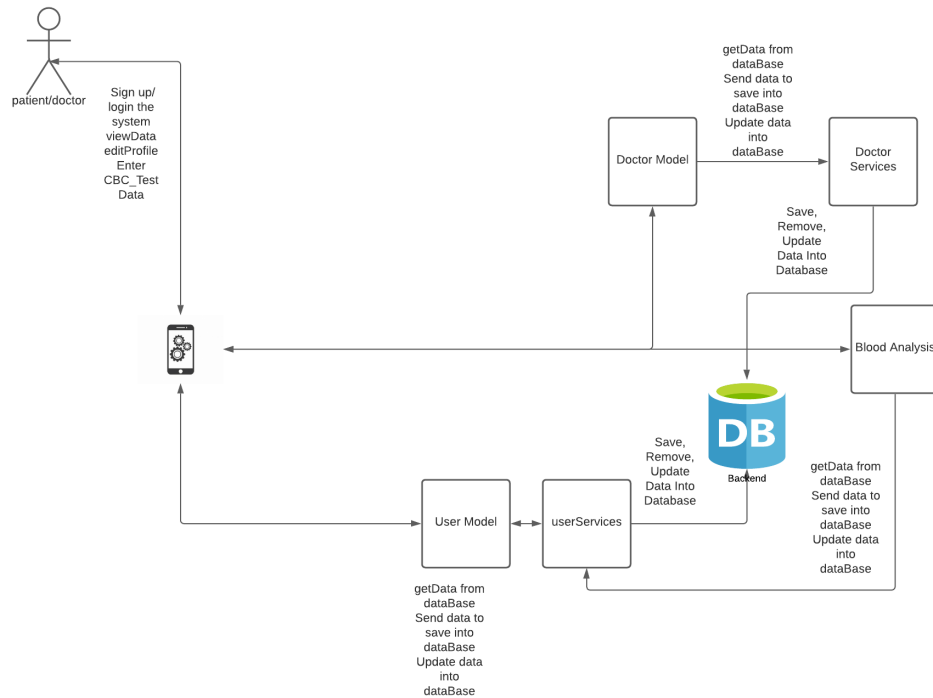 patient/doctor
Sign up/
login the
system
viewData
editProfile
Enter
CBC_Test
Data
getData from
dataBase
Send data to
save into
dataBase
Update data
into
dataBase
Doctor Model
Doctor
Services
Save,
Remove,
Update
Data Into
Database
Blood Analysis
DB
Backend
Save,
Remove,
Update
Data Into
Database
getData from
dataBase
Send data to
save into
dataBase
Update data
into
dataBase
User Model
userServices
getData from
dataBase
Send data to
save into
dataBase
Update data
into
dataBase